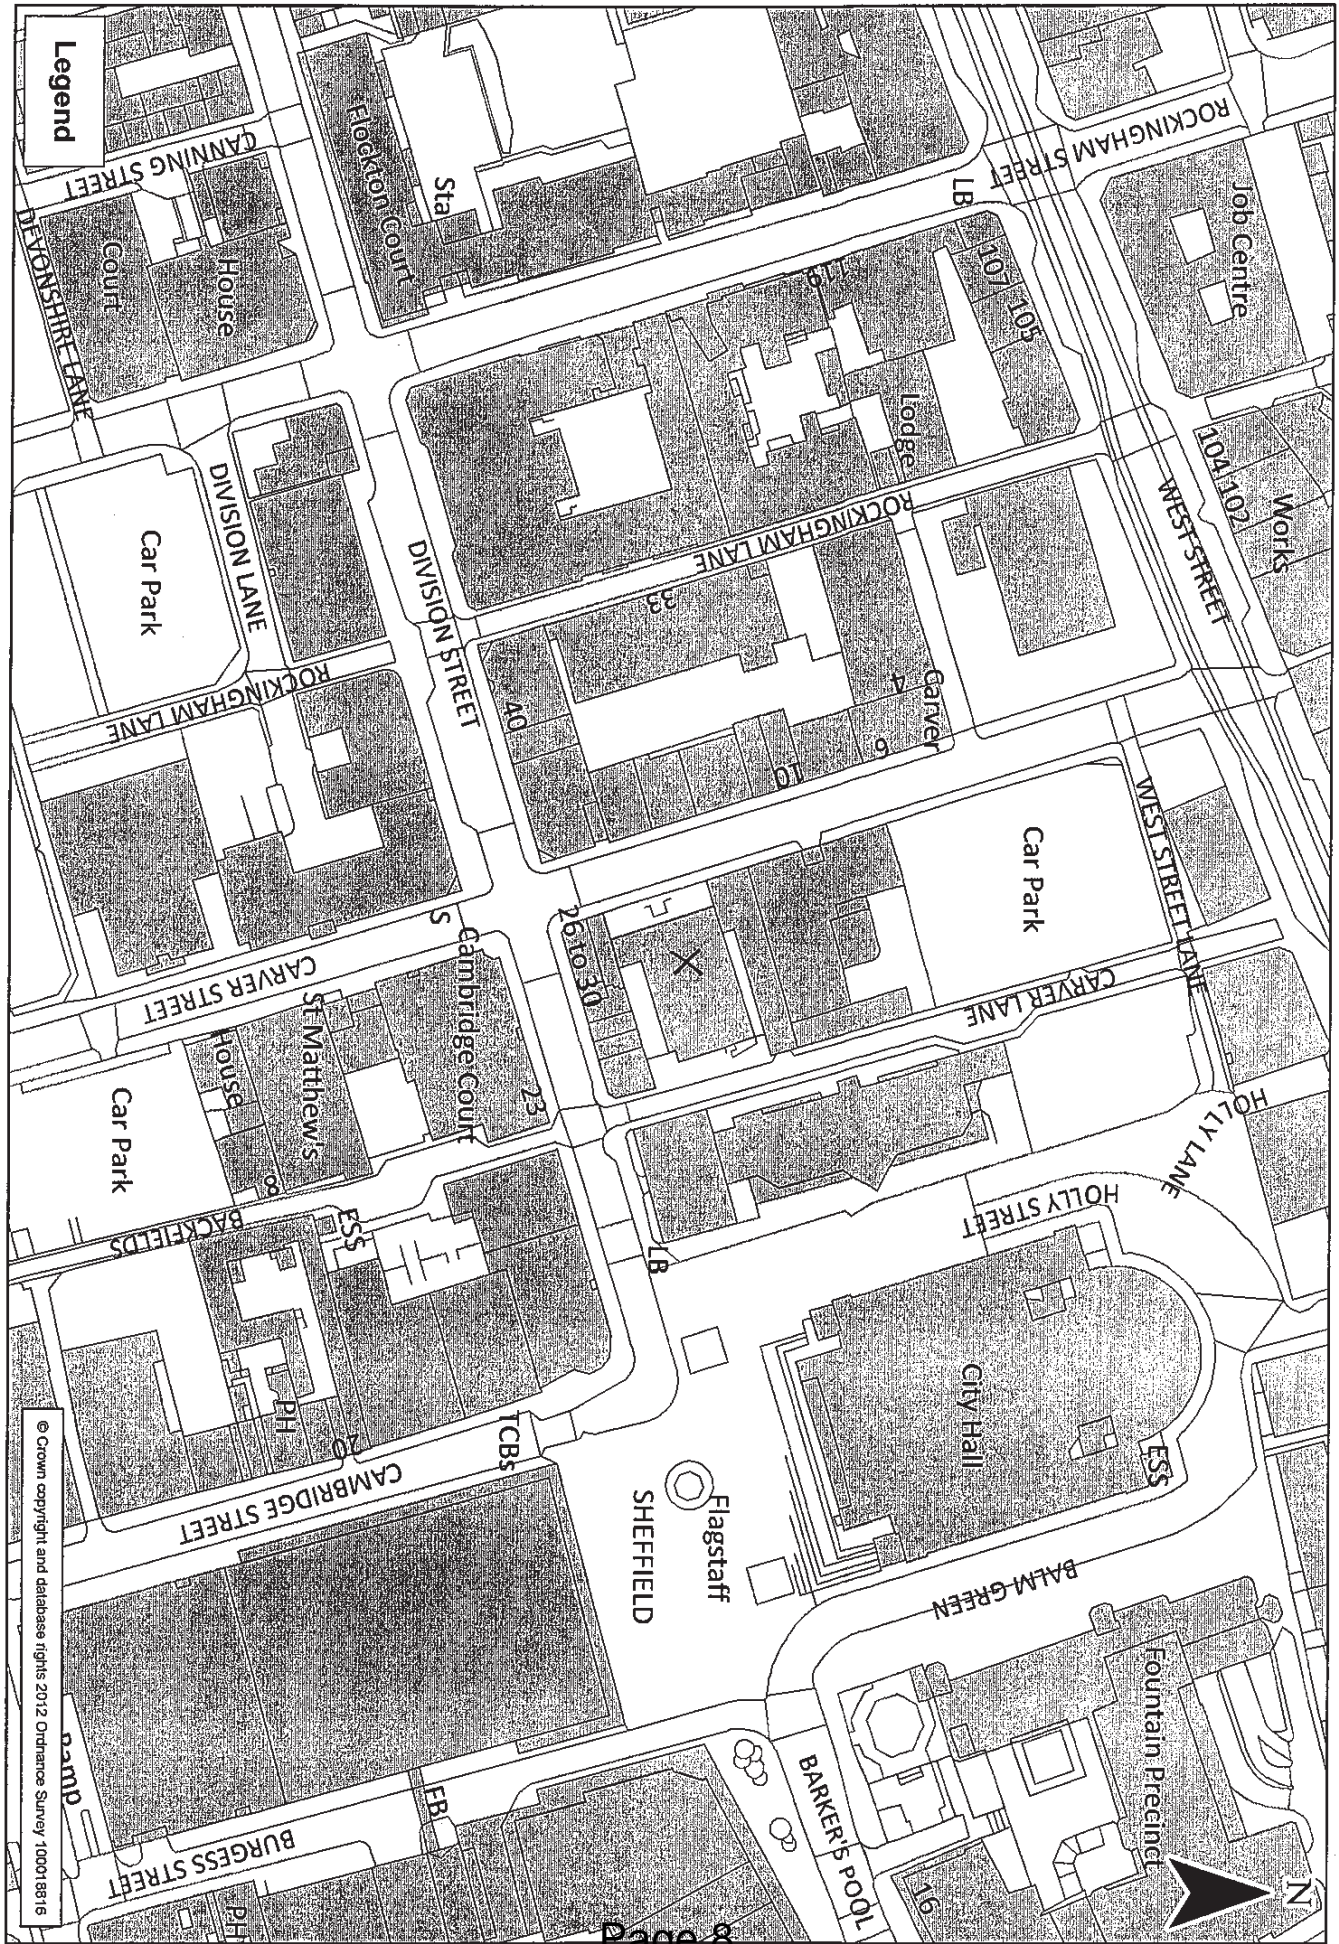 ROCKINGHAM STREET
Job Centre
LB
107
105
119
Lodge
104
102
Works
WEST STREET
Flockton Court
Sta
CANNING STREET
Court
House
DEVONSHIRE LANE
DIVISION LANE
Car Park
DIVISION STREET
ROCKINGHAM LANE
33
ROCKINGHAM LANE
40
4
Carver
6
10
WEST STREET LANE
Car Park
26 to 30
X
CARVER LANE
S
Cambridge Court
CARVER STREET
St Matthew's
House
23
Car Park
8
BACKFIELDS
ESS
HOLLY LANE
HOLLY STREET
LB
City Hall
ESS
PH
20
TCBs
CAMBRIDGE STREET
Flagstaff
SHEFFIELD
BALM GREEN
Fountain Precinct
BARKER'S POOL
16
FB
BURGESS STREET
Ramp
PH
N
Legend
© Crown copyright and database rights 2012 Ordnance Survey 100018816
Page 8